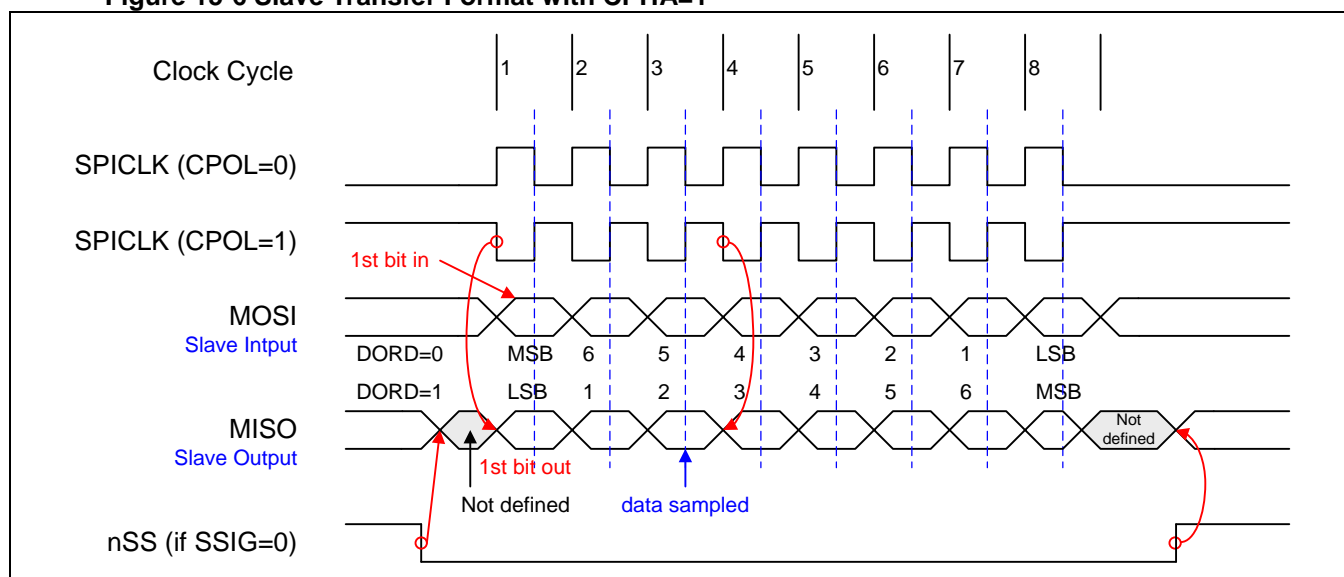 Figure 15-6 Slave Transfer Format with CPHA=1
Clock Cycle
1 2 3 4 5 6 7 8
SPICLK (CPOL=0)
SPICLK (CPOL=1)
1st bit in
MOSI
Slave Intput
DORD=0 MSB 6 5 4 3 2 1 LSB
DORD=1 LSB 1 2 3 4 5 6 MSB
MISO
Slave Output
Not
defined
1st bit out
Not defined
data sampled
nSS (if SSIG=0)